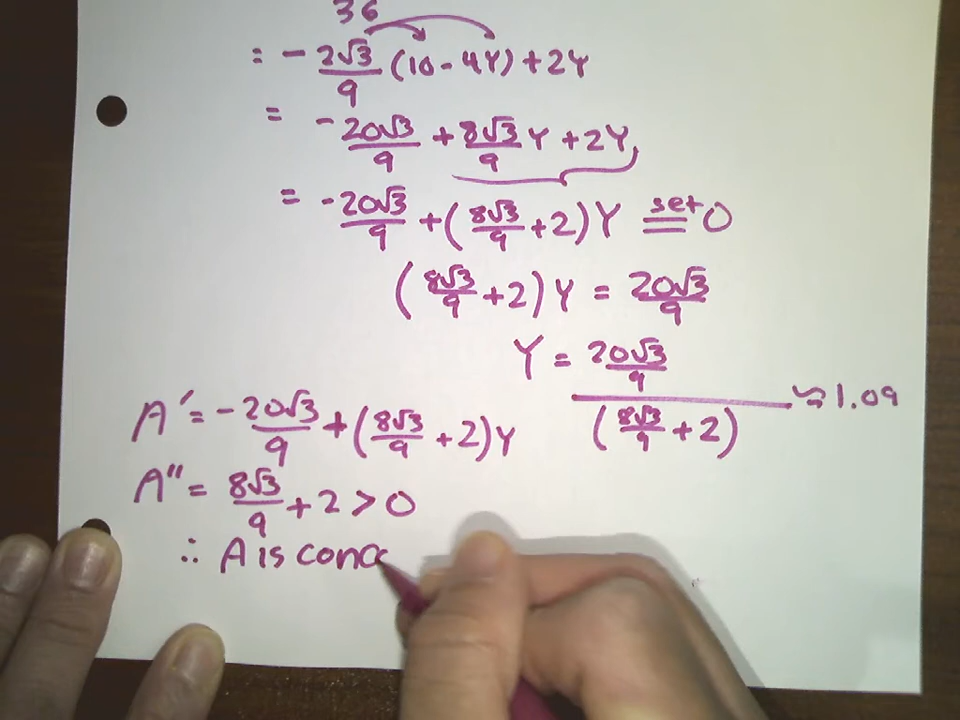 36
= - 2√3/9 (10 - 4Y) + 2Y
= - 20√3/9 + 8√3/9 Y + 2Y
= - 20√3/9 + (8√3/9 + 2) Y set = 0
(8√3/9 + 2) Y = 20√3/9
Y = (20√3/9)/(8√3/9 + 2) ≈ 1.09
A' = - 20√3/9 + (8√3/9 + 2) Y
A'' = 8√3/9 + 2 > 0
∴ A is conca